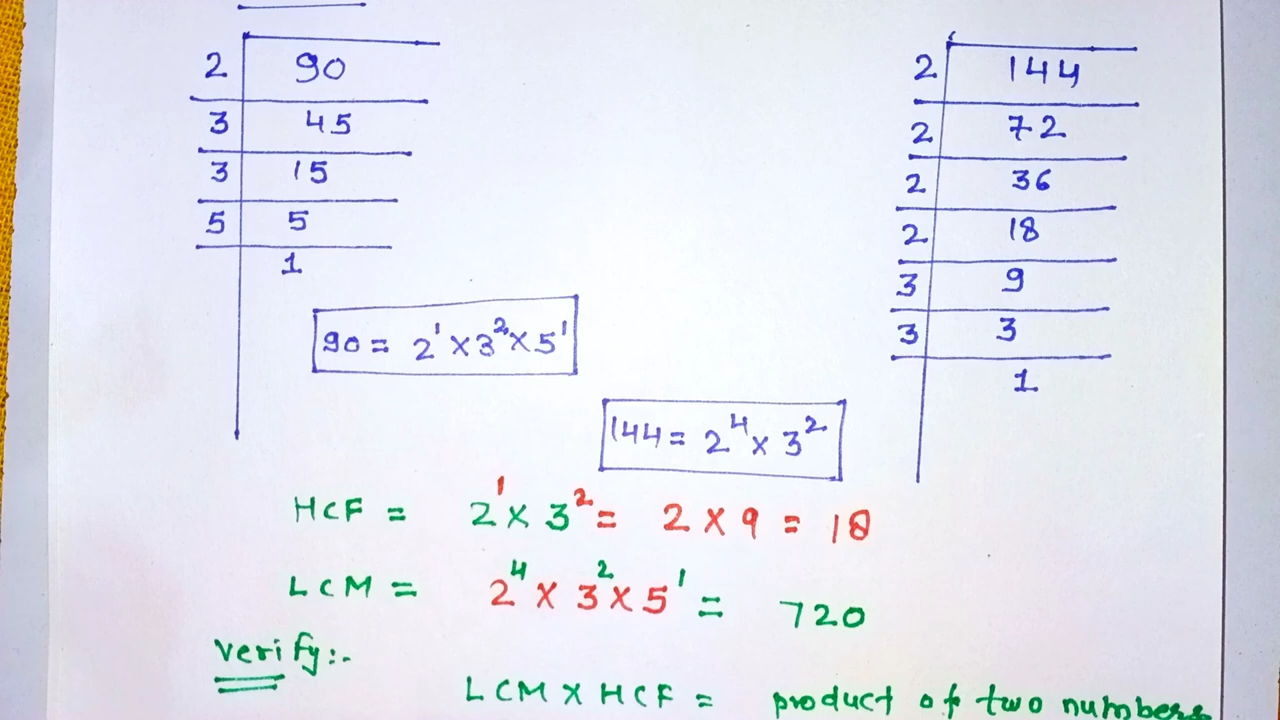 2 90
3 45
3 15
5 5
1
90 = 2¹ × 3² × 5¹
2 144
2 72
2 36
2 18
3 9
3 3
1
144 = 2⁴ × 3²
HCF = 2¹ × 3² = 2 × 9 = 18
LCM = 2⁴ × 3² × 5¹ = 720
Verify:-
LCM × HCF = product of two numbers